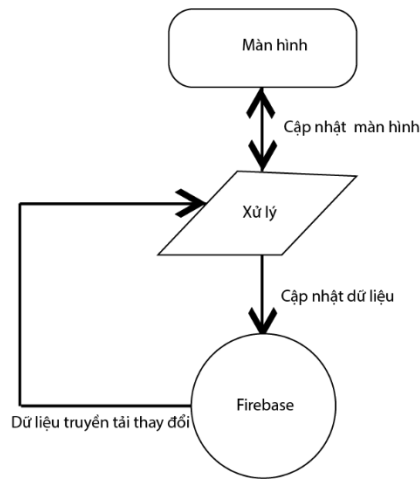 Màn hình
Cập nhật màn hình
Xử lý
Cập nhật dữ liệu
Firebase
Dữ liệu truyền tải thay đổi